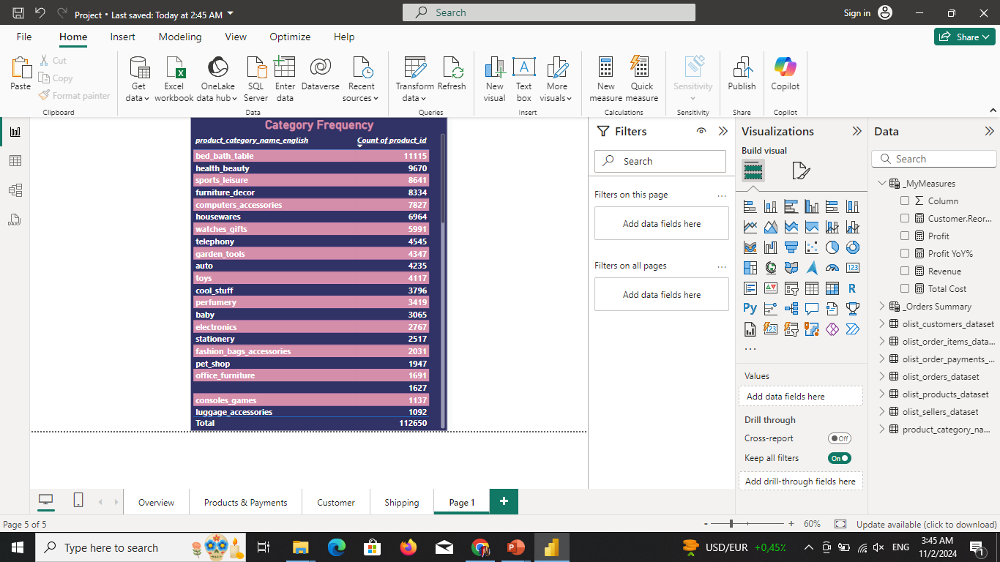 Project • Last saved: Today at 2:45 AM
Search
Sign in
File Home Insert Modeling View Optimize Help
Share
Paste
Cut
Copy
Format painter
Clipboard
Get data
Excel workbook
OneLake data hub
SQL Server
Enter data
Dataverse
Recent sources
Data
Transform data
Refresh
Queries
New visual
Text box
More visuals
Insert
New measure
Quick measure
Calculations
Sensitivity
Sensitivity
Publish
Share
Copilot
Copilot
Category Frequency
product_category_name_english Count of product_id
bed_bath_table 11115
health_beauty 9670
sports_leisure 8641
furniture_decor 8334
computers_accessories 7827
housewares 6964
watches_gifts 5991
telephony 4545
garden_tools 4347
auto 4235
toys 4117
cool_stuff 3796
perfumery 3419
baby 3065
electronics 2767
stationery 2517
fashion_bags_accessories 2031
pet_shop 1947
office_furniture 1691
1627
consoles_games 1137
luggage_accessories 1092
Total 112650
Filters
Search
Filters on this page
...
Add data fields here
Filters on all pages
...
Add data fields here
Visualizations
Build visual
123
R
Py
123
...
Values
Add data fields here
Drill through
Cross-report Off
Keep all filters On
Add drill-through fields here
Data
Search
_MyMeasures
Column
Customer.Reor...
Profit
Profit YoY%
Revenue
Total Cost
_Orders Summary
olist_customers_dataset
olist_order_items_data...
olist_order_payments_...
olist_orders_dataset
olist_products_dataset
olist_sellers_dataset
product_category_na...
DAX
Overview Products & Payments Customer Shipping Page 1 +
Page 5 of 5
- + 60%
Update available (click to download)
Type here to search
USD/EUR +0,45%
ENG
3:45 AM
11/2/2024
1